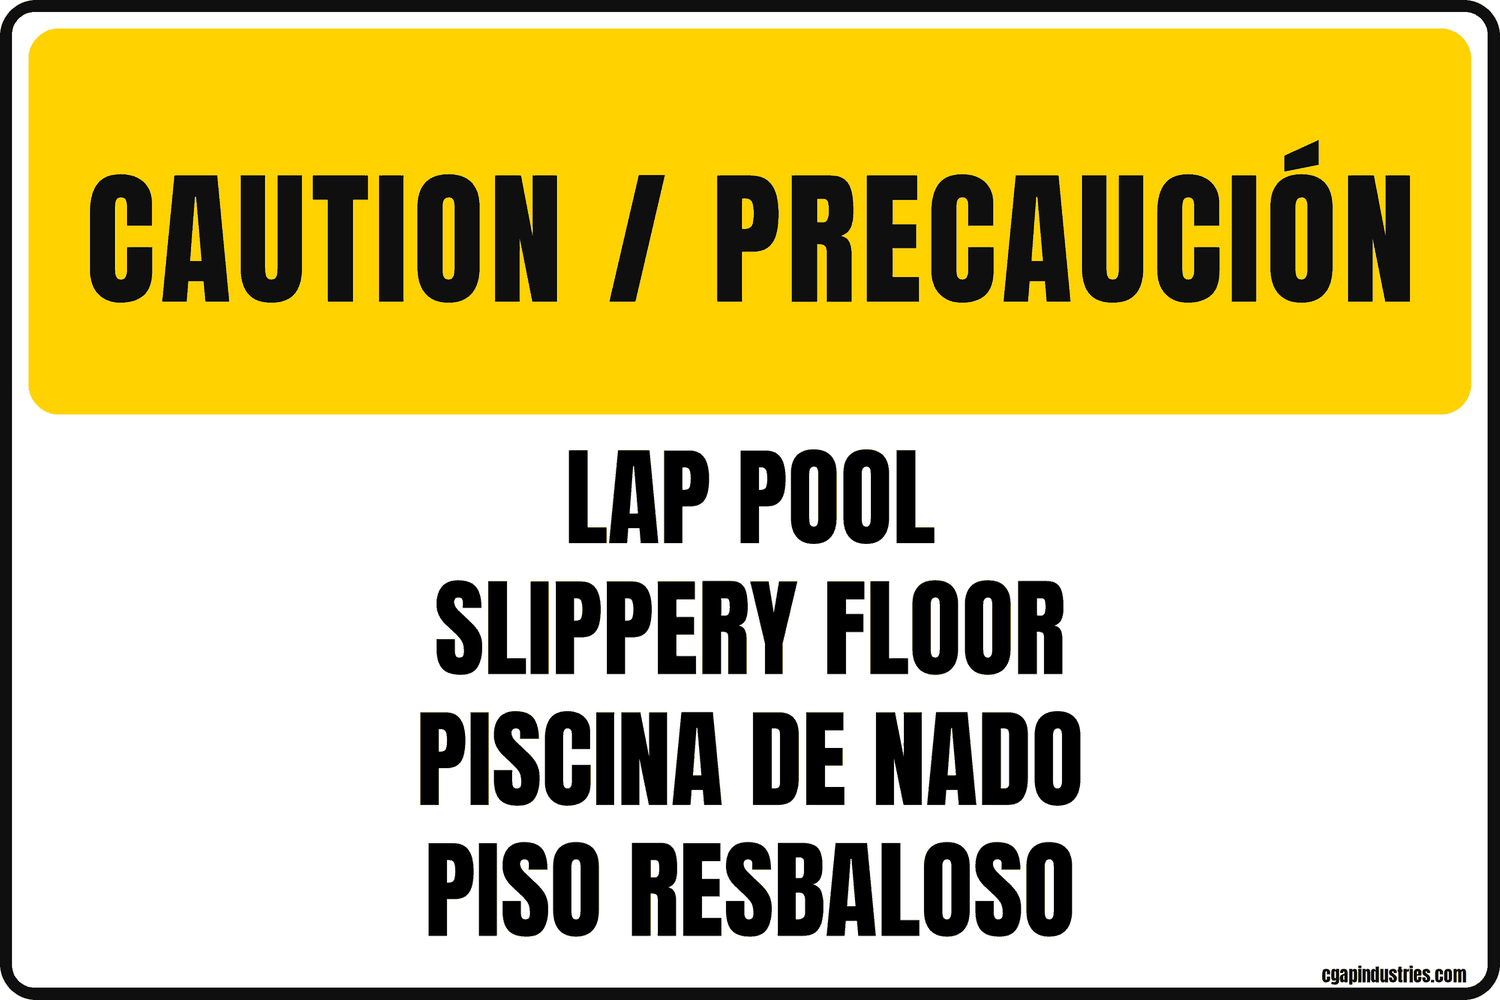 CAUTION / PRECAUCIÓN
LAP POOL
SLIPPERY FLOOR
PISCINA DE NADO
PISO RESBALOSO
cgapindustries.com